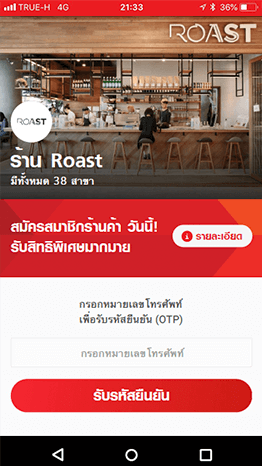 TRUE-H 4G 21:33 36%
ROAST
ROAST
ร้าน Roast
มีทั้งหมด 38 สาขา
สมัครสมาชิกร้านค้า วันนี้!
รับสิทธิพิเศษมากมาย
รายละเอียด
กรอกหมายเลขโทรศัพท์
เพื่อรับรหัสยืนยัน (OTP)
กรอกหมายเลขโทรศัพท์
รับรหัสยืนยัน